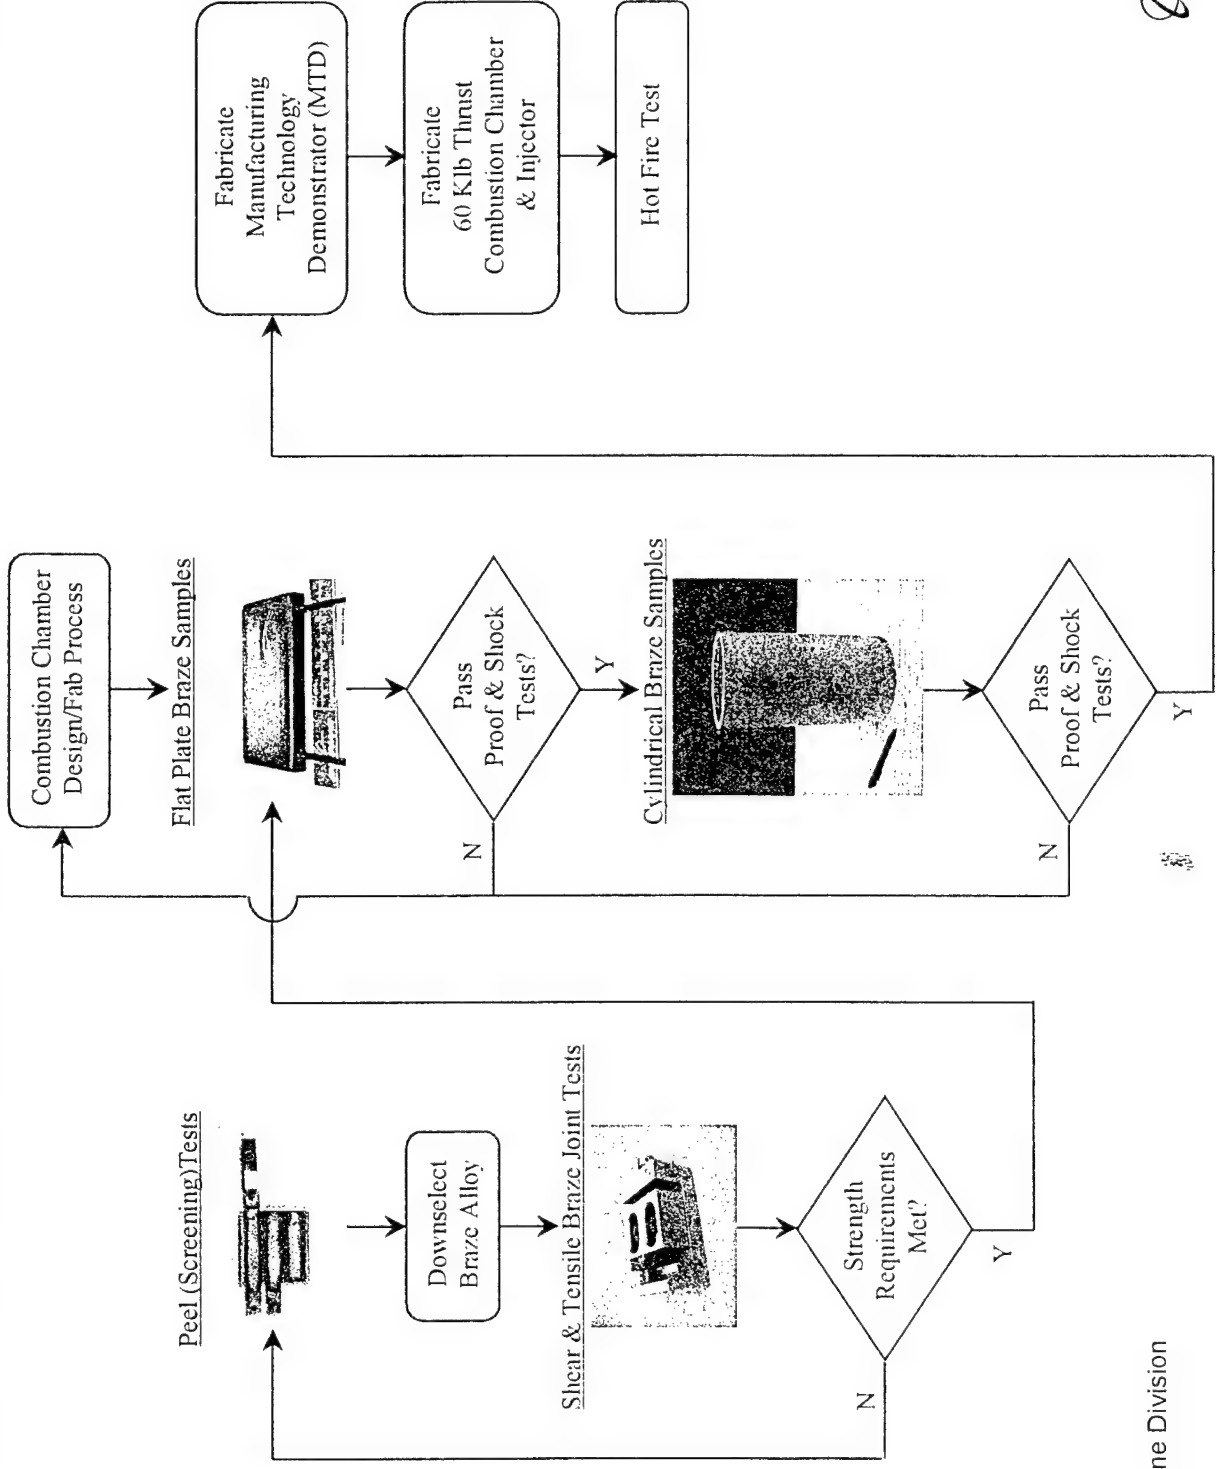 Peel (Screening)Tests
Downselect
Braze Alloy
Shear & Tensile Braze Joint Tests
Strength
Requirements
Met?
N
Y
Combustion Chamber
Design/Fab Process
Flat Plate Braze Samples
Pass
Proof & Shock
Tests?
N
Y
Cylindrical Braze Samples
Pass
Proof & Shock
Tests?
N
Y
Fabricate
Manufacturing
Technology
Demonstrator (MTD)
Fabricate
60 Klb Thrust
Combustion Chamber
& Injector
Hot Fire Test
ne Division